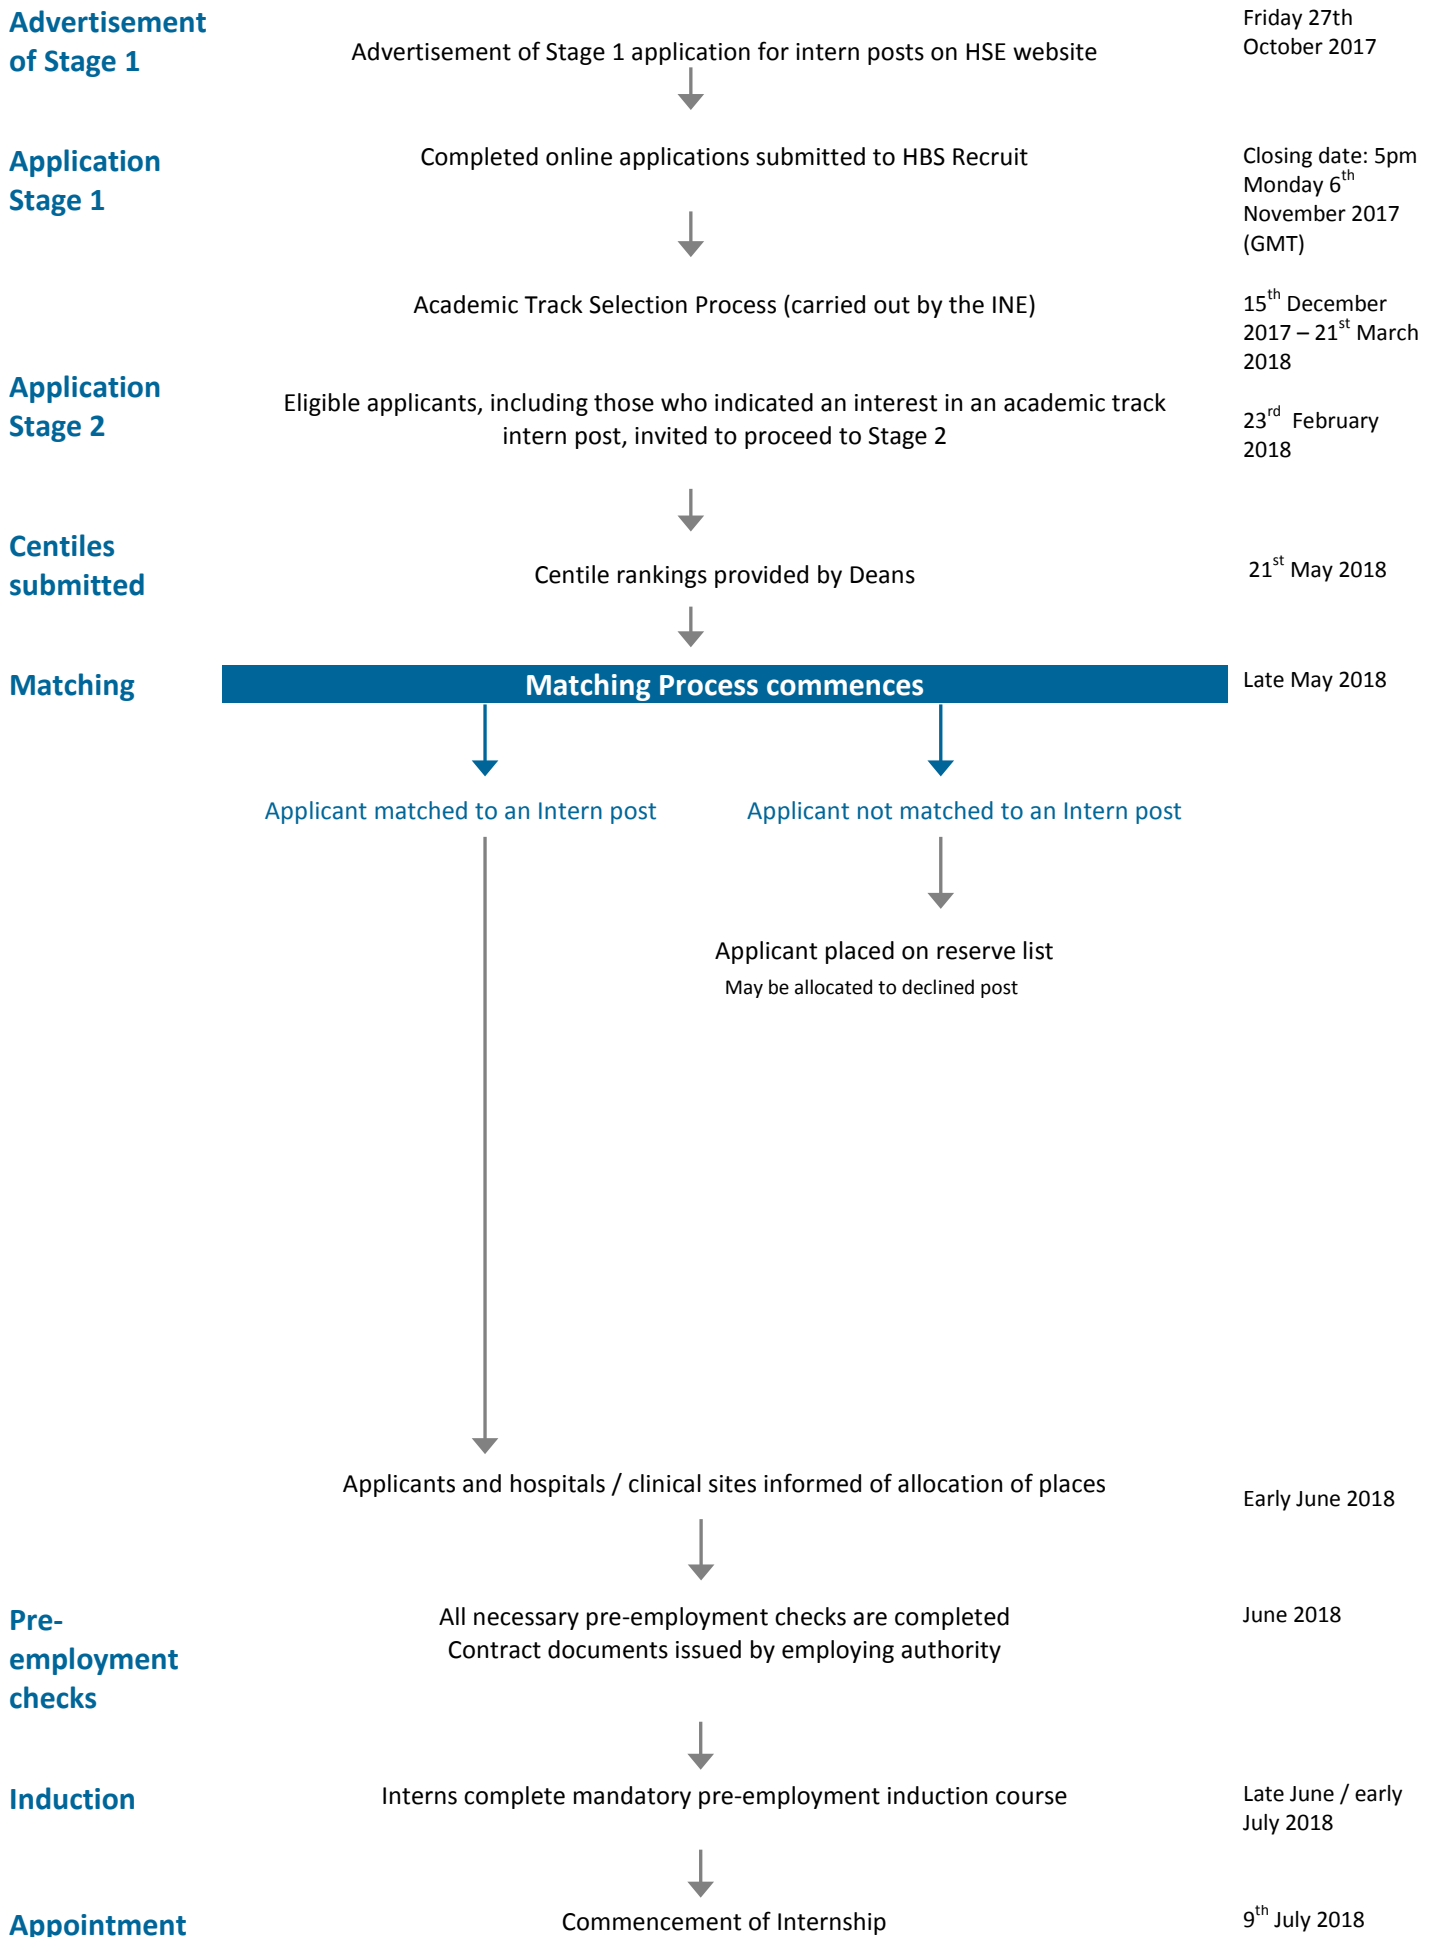 Advertisement
of Stage 1
Advertisement of Stage 1 application for intern posts on HSE website
Friday 27th
October 2017
Application
Stage 1
Completed online applications submitted to HBS Recruit
Closing date: 5pm
Monday 6th
November 2017
(GMT)
Academic Track Selection Process (carried out by the INE)
15th December
2017 – 21st March
2018
Application
Stage 2
Eligible applicants, including those who indicated an interest in an academic track
intern post, invited to proceed to Stage 2
23rd February
2018
Centiles
submitted
Centile rankings provided by Deans
21st May 2018
Matching
Matching Process commences
Late May 2018
Applicant matched to an Intern post
Applicant not matched to an Intern post
Applicant placed on reserve list
May be allocated to declined post
Applicants and hospitals / clinical sites informed of allocation of places
Early June 2018
Pre-
employment
checks
All necessary pre-employment checks are completed
Contract documents issued by employing authority
June 2018
Induction
Interns complete mandatory pre-employment induction course
Late June / early
July 2018
Appointment
Commencement of Internship
9th July 2018